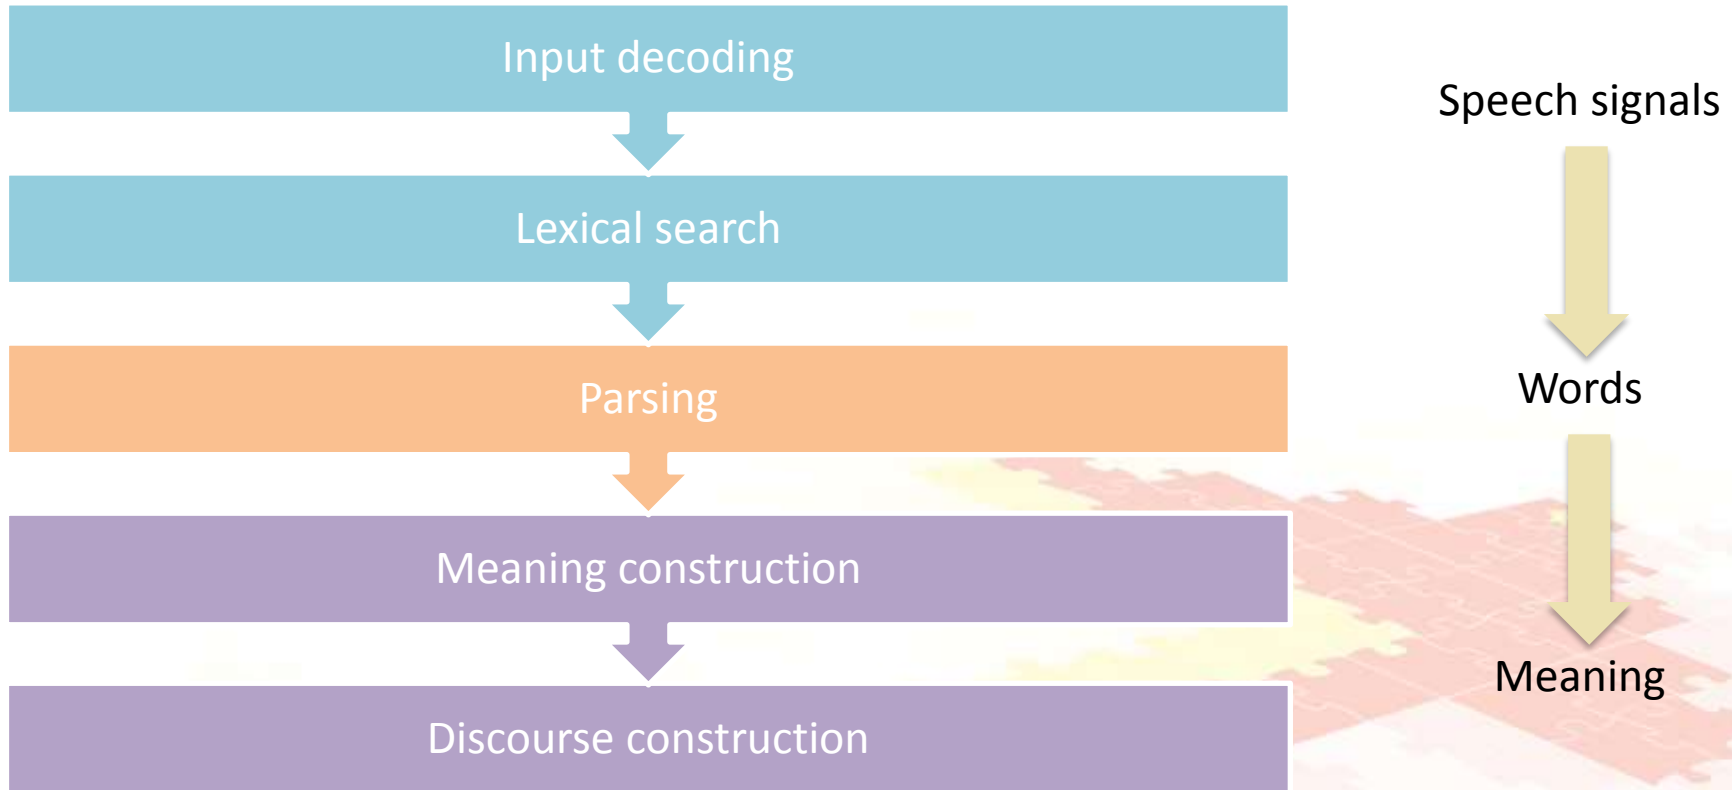 Input decoding
Lexical search
Parsing
Meaning construction
Discourse construction
Speech signals
Words
Meaning